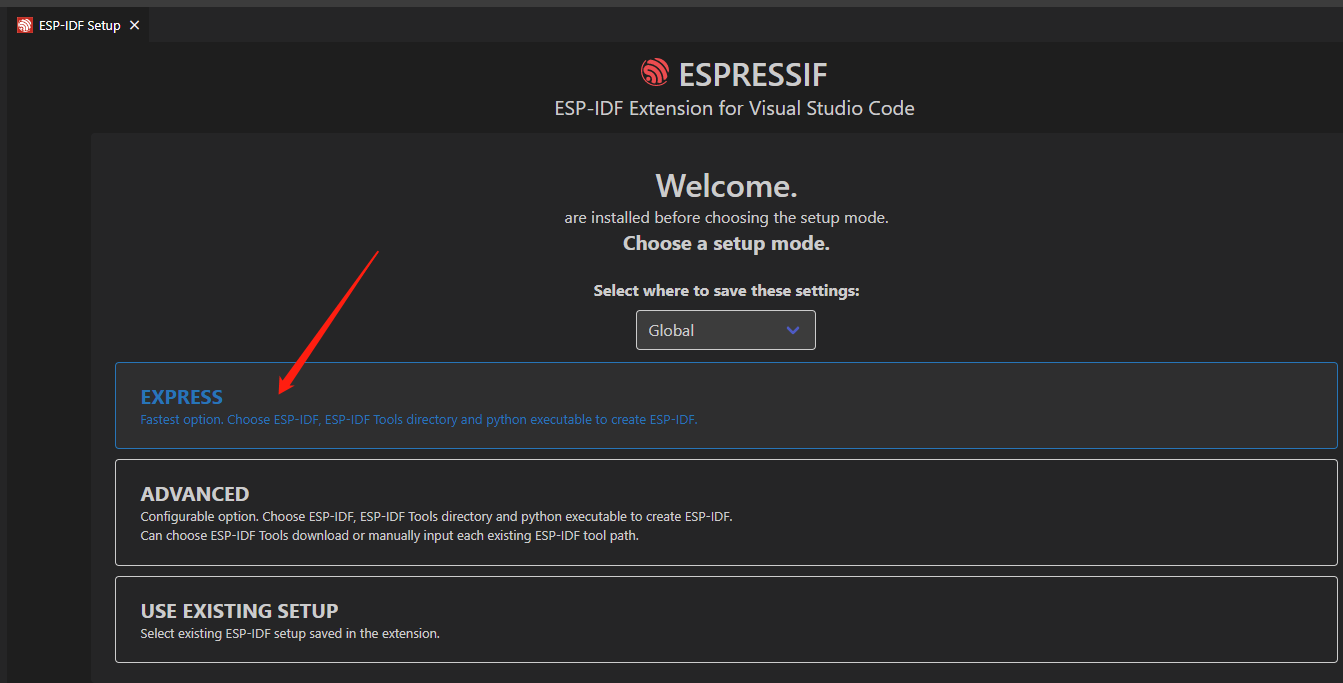 ESP-IDF Setup
ESPRESSIF
ESP-IDF Extension for Visual Studio Code
Welcome.
are installed before choosing the setup mode.
Choose a setup mode.
Select where to save these settings:
Global
EXPRESS
Fastest option. Choose ESP-IDF, ESP-IDF Tools directory and python executable to create ESP-IDF.
ADVANCED
Configurable option. Choose ESP-IDF, ESP-IDF Tools directory and python executable to create ESP-IDF.
Can choose ESP-IDF Tools download or manually input each existing ESP-IDF tool path.
USE EXISTING SETUP
Select existing ESP-IDF setup saved in the extension.